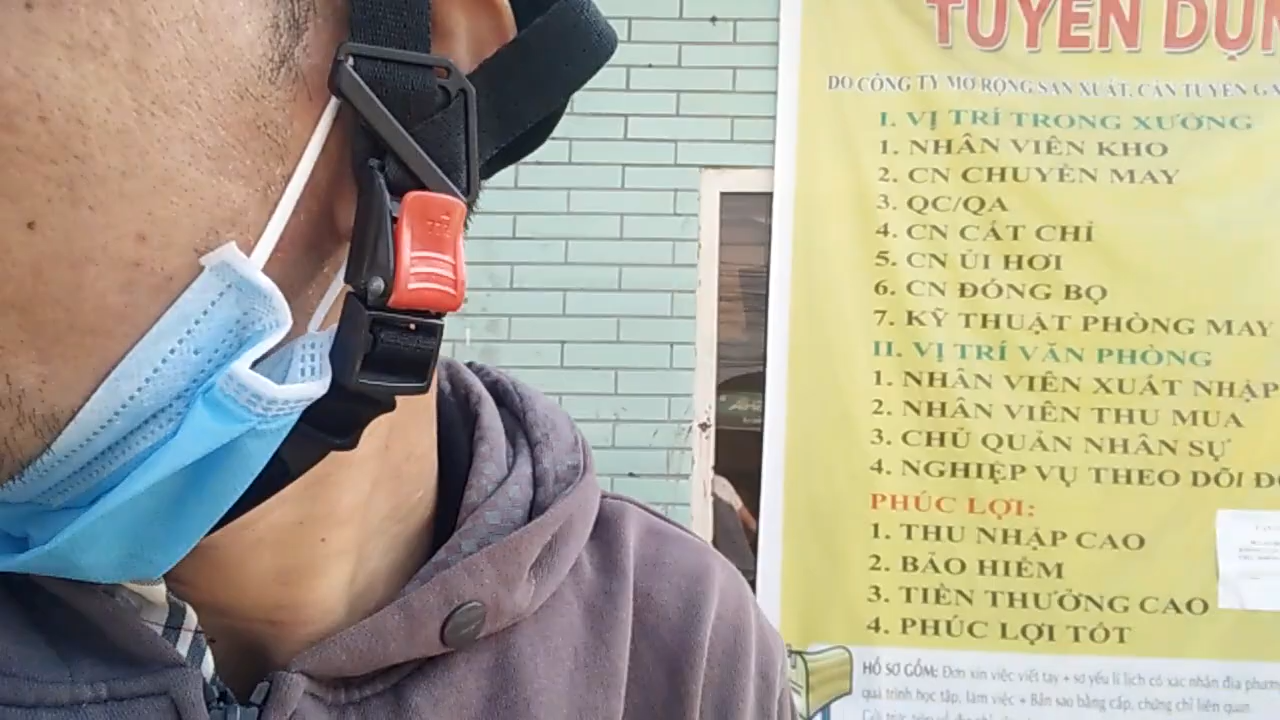 TUYỂN DỤN
DO CÔNG TY MỞ RỘNG SẢN XUẤT, CẦN TUYỂN G
I. VỊ TRÍ TRONG XƯỞNG
1. NHÂN VIÊN KHO
2. CN CHUYỀN MAY
3. QC/QA
4. CN CẮT CHỈ
5. CN ỦI HƠI
6. CN ĐÓNG BỌ
7. KỸ THUẬT PHÒNG MAY
II. VỊ TRÍ VĂN PHÒNG
1. NHÂN VIÊN XUẤT NHẬP
2. NHÂN VIÊN THU MUA
3. CHỦ QUẢN NHÂN SỰ
4. NGHIỆP VỤ THEO DÕI Đ
PHÚC LỢI:
1. THU NHẬP CAO
2. BẢO HIỂM
3. TIỀN THƯỞNG CAO
4. PHÚC LỢI TỐT
HỒ SƠ GỒM: Đơn xin việc viết tay + sơ yếu lí lịch có xác nhận địa phươ
quá trình học tập, làm việc + Bản sao bằng cấp, chứng chỉ liên quan.